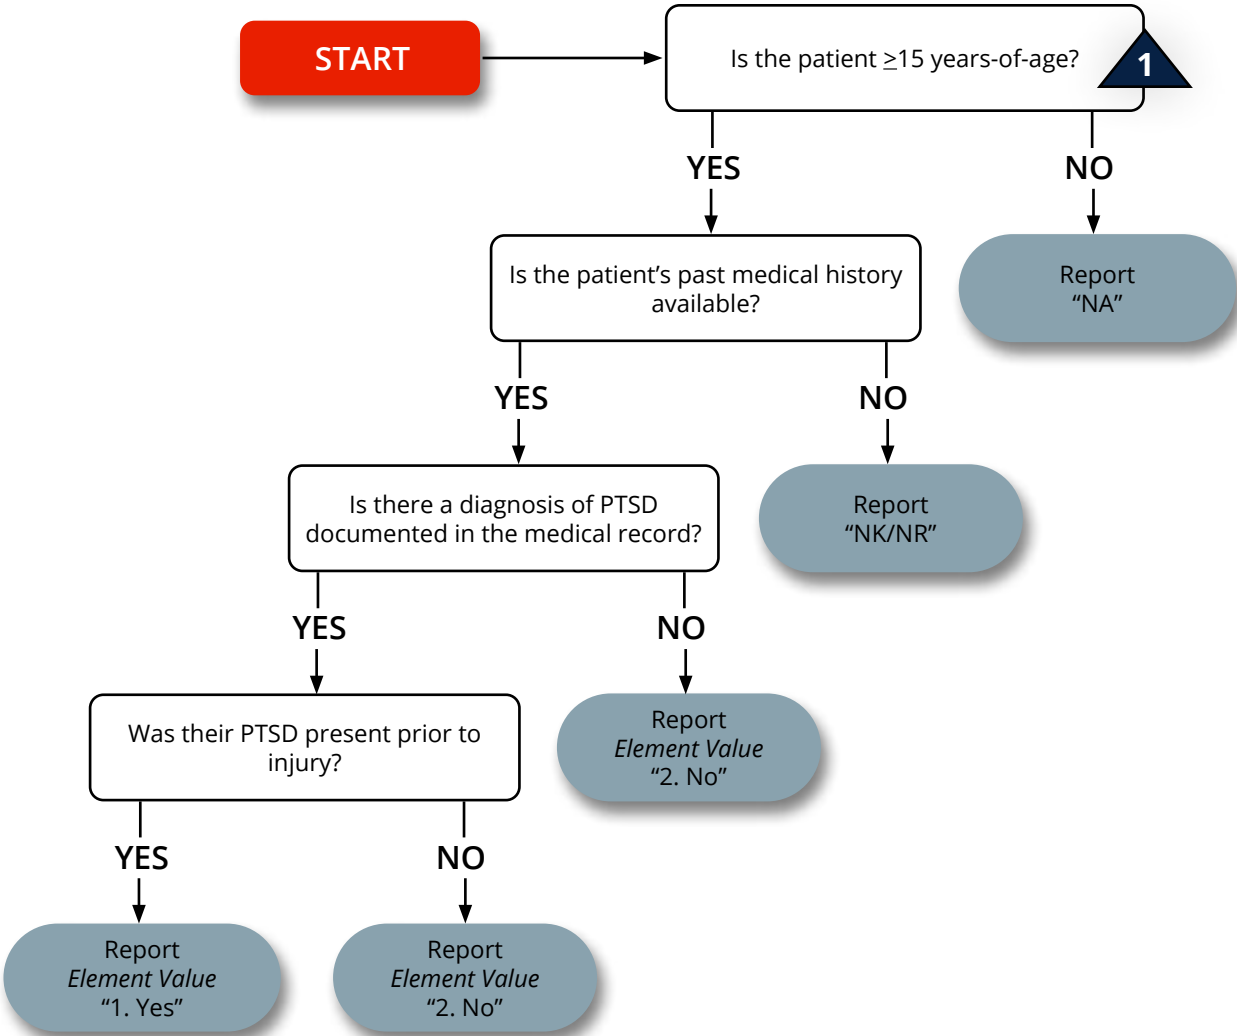 START
Is the patient ≥15 years-of-age?
1
YES
NO
Is the patient’s past medical history
available?
Report
“NA”
YES
NO
Is there a diagnosis of PTSD
documented in the medical record?
Report
“NK/NR”
YES
NO
Was their PTSD present prior to
injury?
Report
Element Value
“2. No”
YES
NO
Report
Element Value
“1. Yes”
Report
Element Value
“2. No”